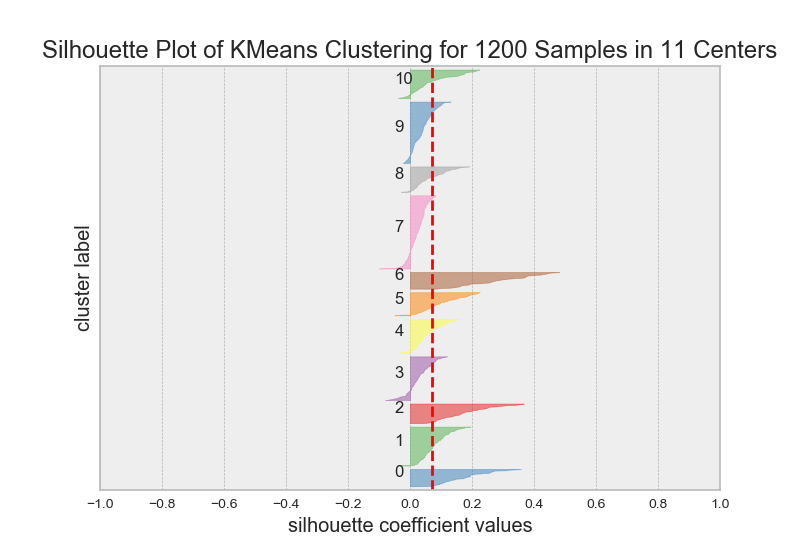 Silhouette Plot of KMeans Clustering for 1200 Samples in 11 Centers
10
9
8
7
6
5
4
3
2
1
0
cluster label
−1.0 −0.8 −0.6 −0.4 −0.2 0.0 0.2 0.4 0.6 0.8 1.0
silhouette coefficient values